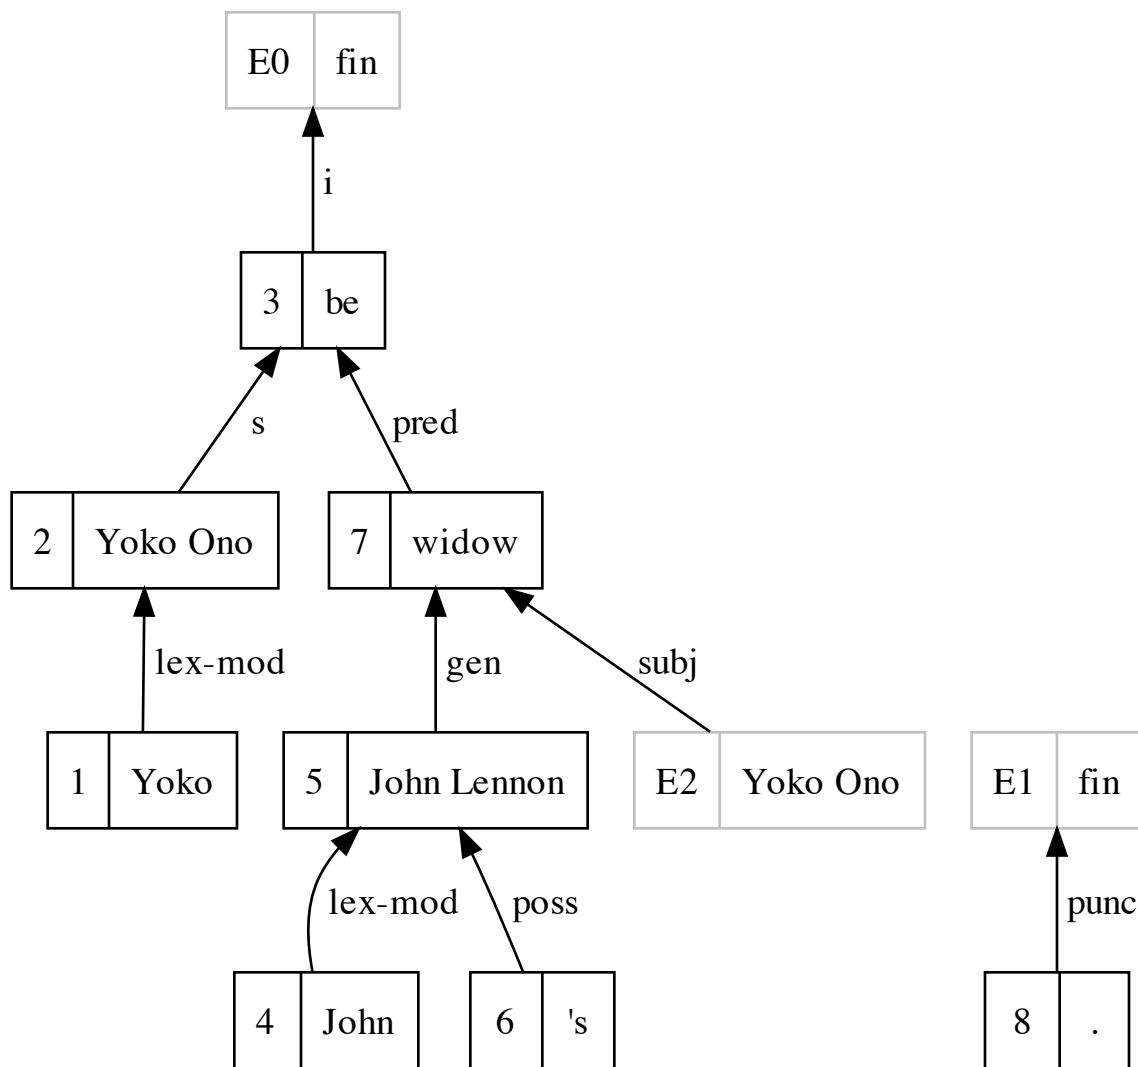 E0 fin
i
3 be
s pred
2 Yoko Ono 7 widow
lex-mod gen subj
1 Yoko 5 John Lennon E2 Yoko Ono E1 fin
lex-mod poss punc
4 John 6 's 8 .